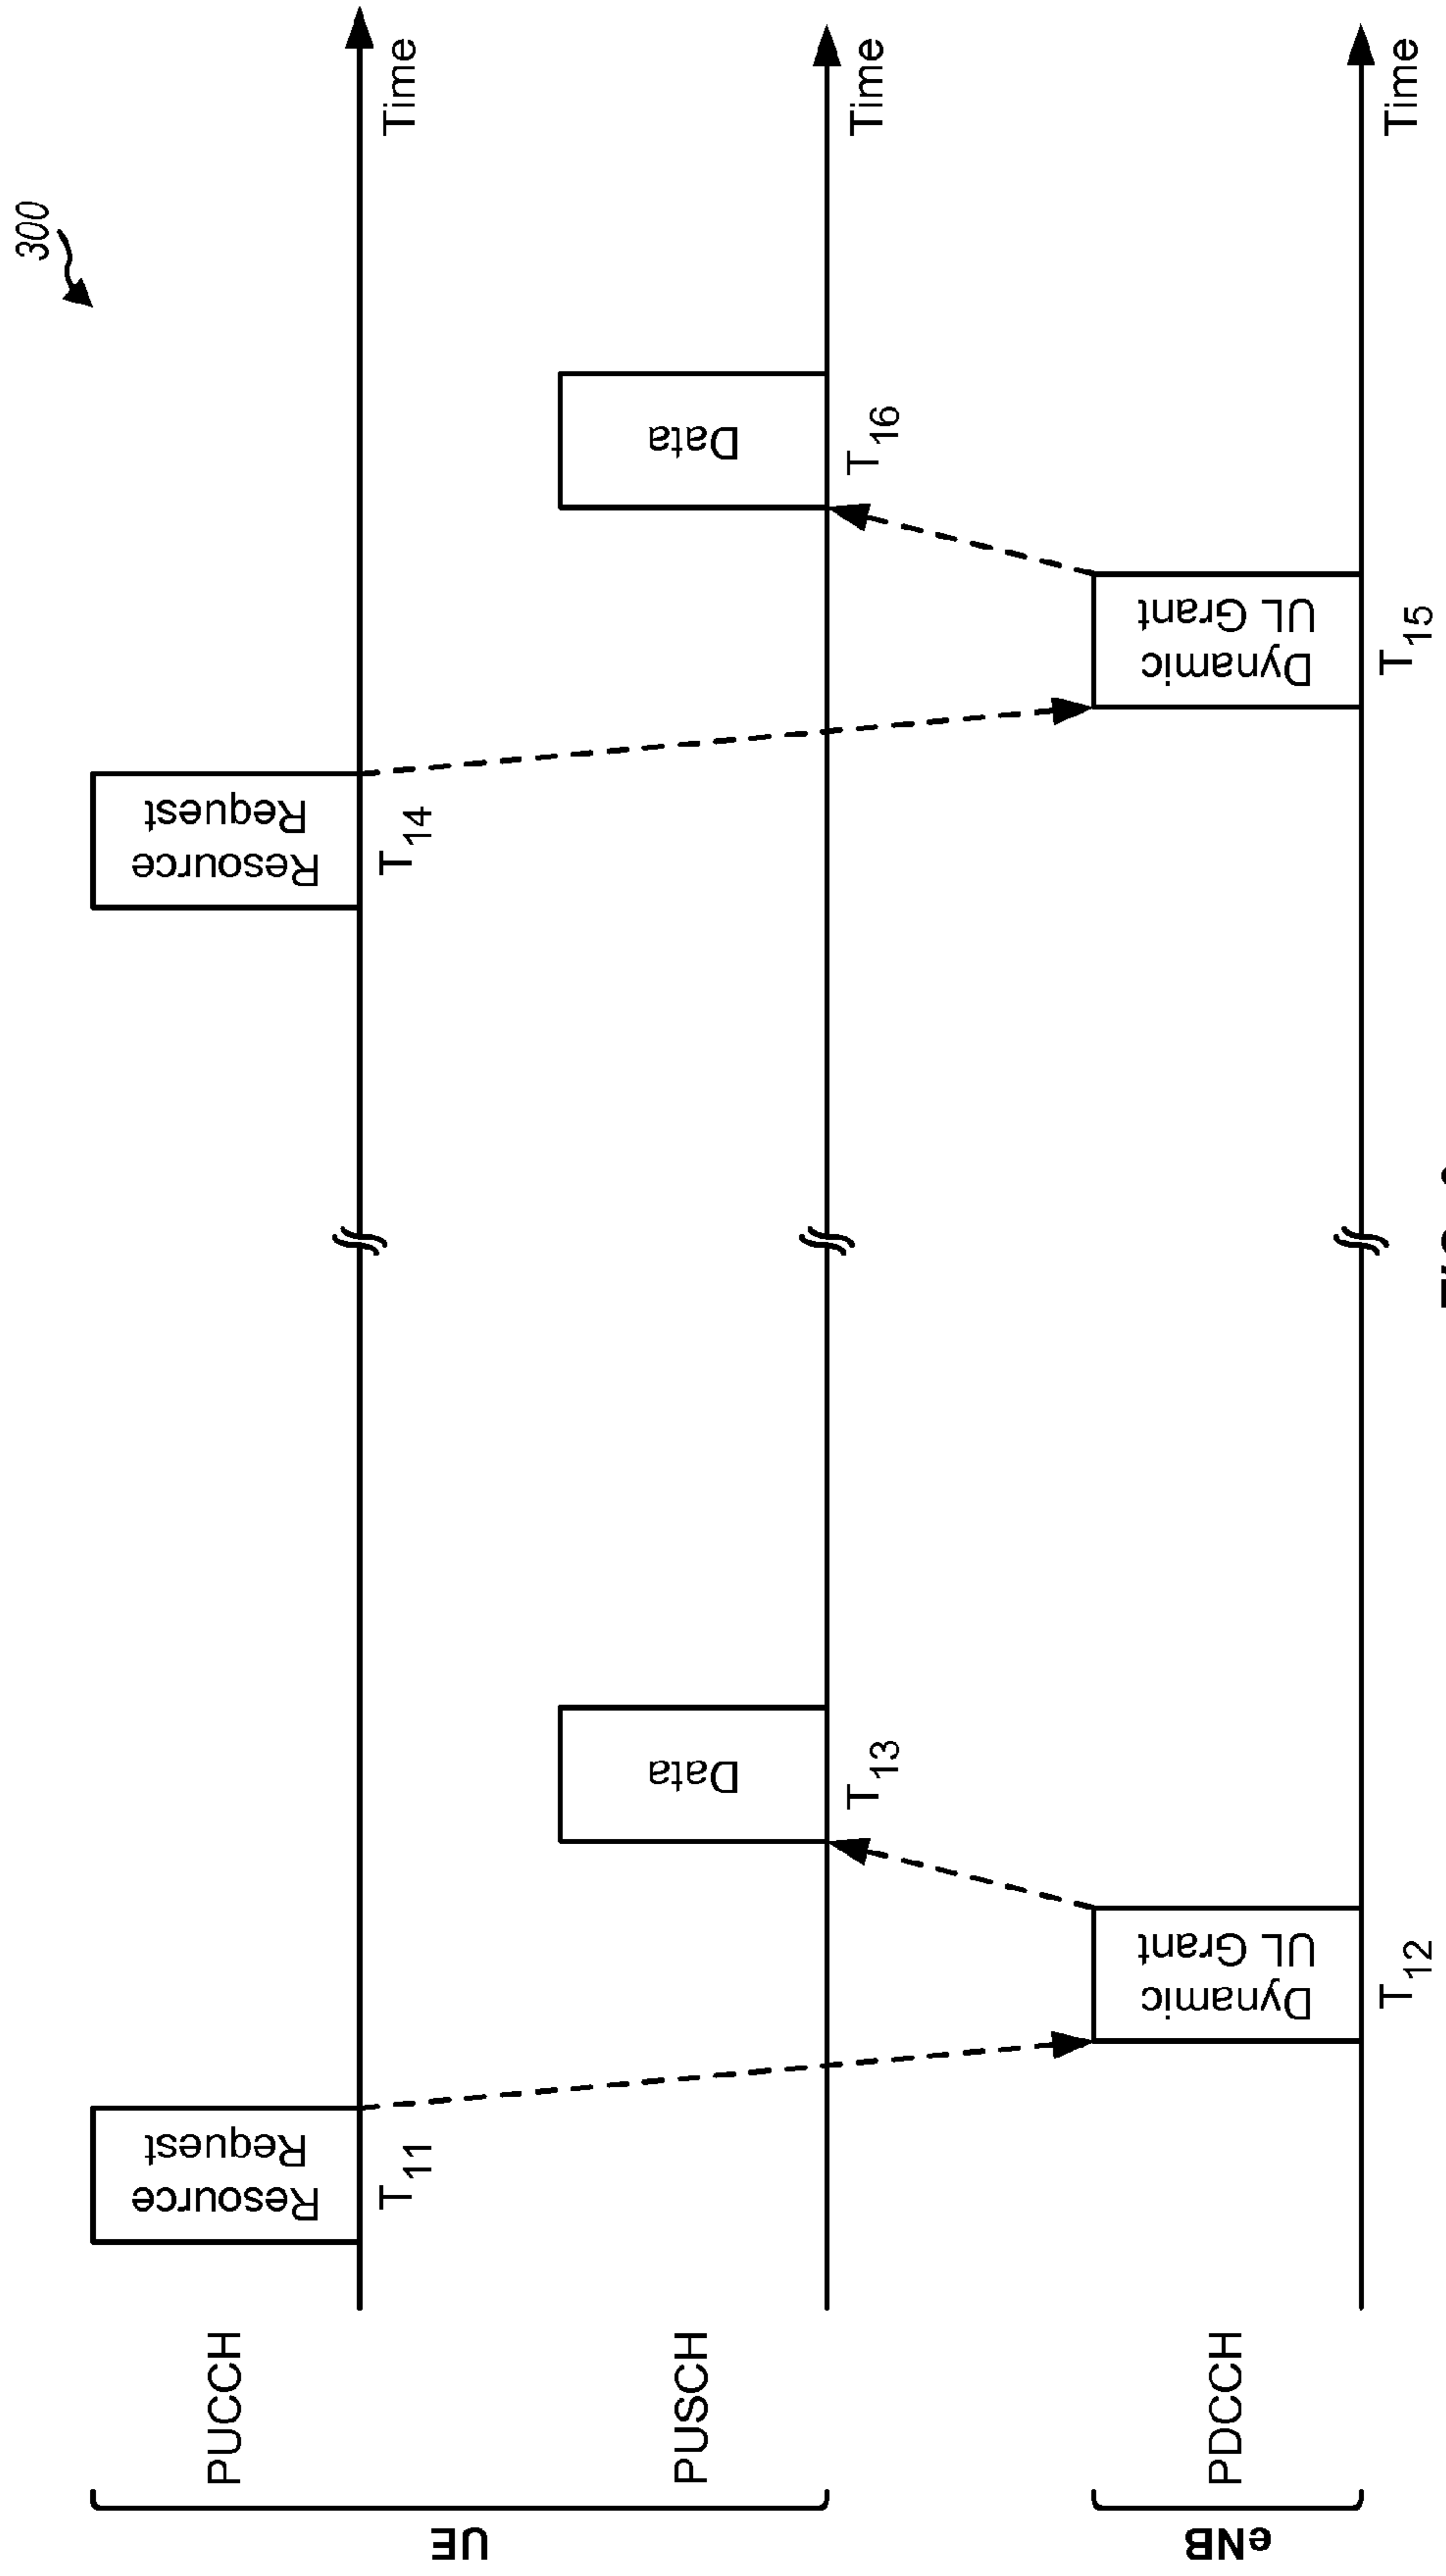 300
UE
PUCCH
Resource
Request
T11
Resource
Request
T14
Time
PUSCH
Data
T13
Data
T16
Time
eNB
PDCCH
Dynamic
UL Grant
T12
Dynamic
UL Grant
T15
Time